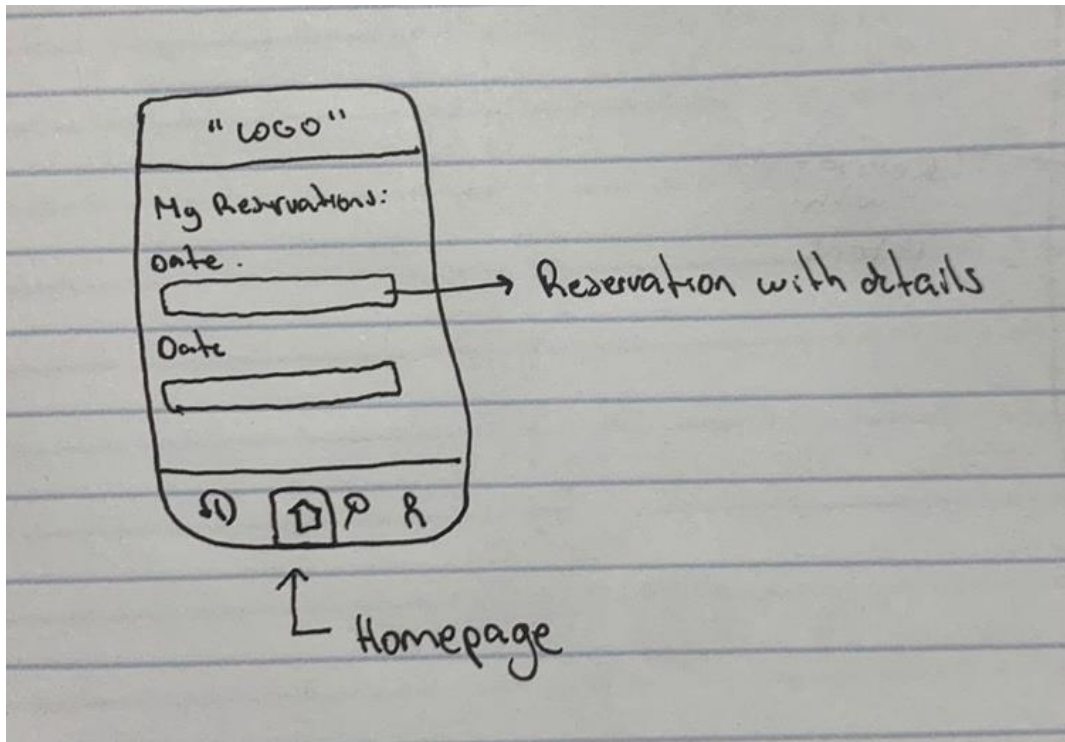 "LOGO"
My Reservations:
Date.
Reservation with details
Date
Homepage